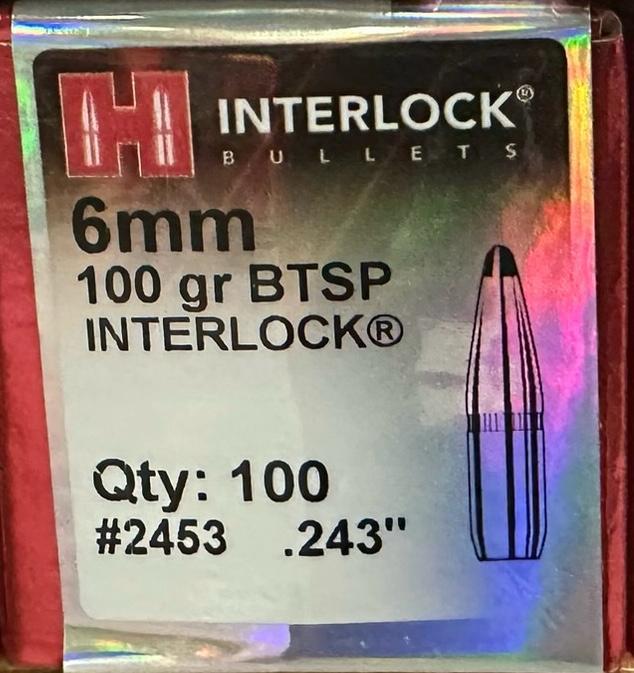 H INTERLOCK®
BULLETS
6mm
100 gr BTSP
INTERLOCK®
Qty: 100
#2453 .243"